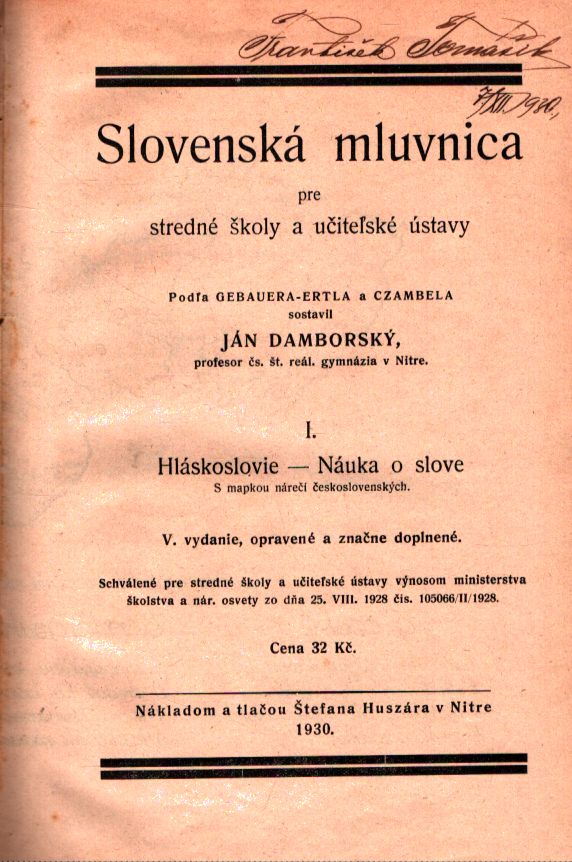 František Tomašik
7/XII. 1930.,
Slovenská mluvnica
pre
stredné školy a učiteľské ústavy
Podľa GEBAUERA-ERTLA a CZAMBELA
sostavil
JÁN DAMBORSKÝ,
profesor čs. št. reál. gymnázia v Nitre.
I.
Hláskoslovie — Náuka o slove
S mapkou nárečí československých.
V. vydanie, opravené a značne doplnené.
Schválené pre stredné školy a učiteľské ústavy výnosom ministerstva
školstva a nár. osvety zo dňa 25. VIII. 1928 čís. 105066/II/1928.
Cena 32 Kč.
Nákladom a tlačou Štefana Huszára v Nitre
1930.